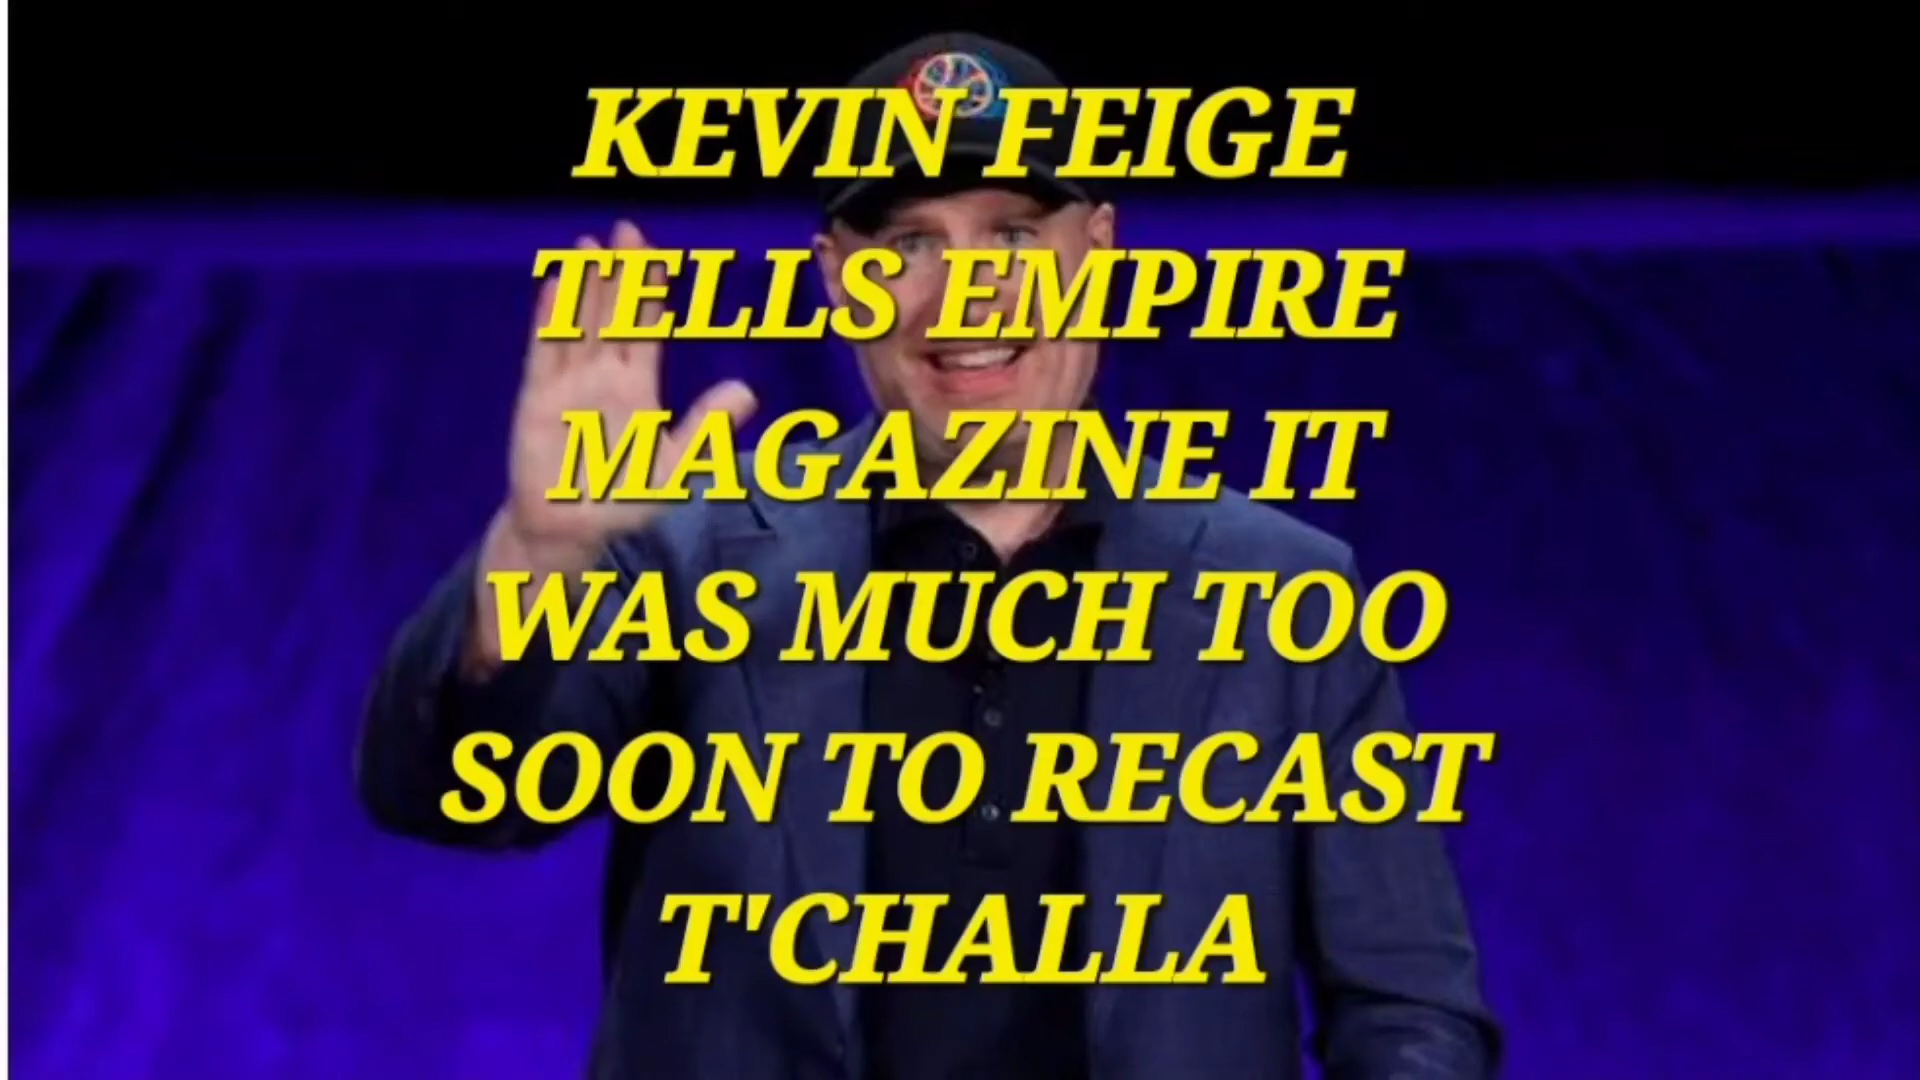 KEVIN FEIGE
TELLS EMPIRE
MAGAZINE IT
WAS MUCH TOO
SOON TO RECAST
T'CHALLA